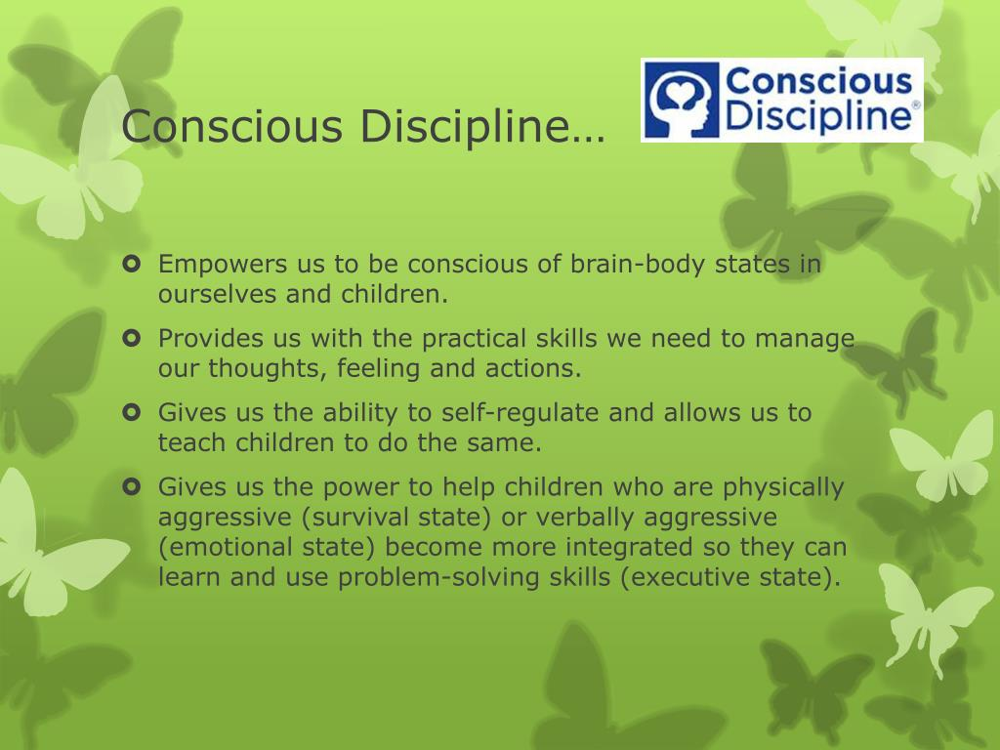 Conscious Discipline…
Conscious
Discipline®
Empowers us to be conscious of brain-body states in
ourselves and children.
Provides us with the practical skills we need to manage
our thoughts, feeling and actions.
Gives us the ability to self-regulate and allows us to
teach children to do the same.
Gives us the power to help children who are physically
aggressive (survival state) or verbally aggressive
(emotional state) become more integrated so they can
learn and use problem-solving skills (executive state).